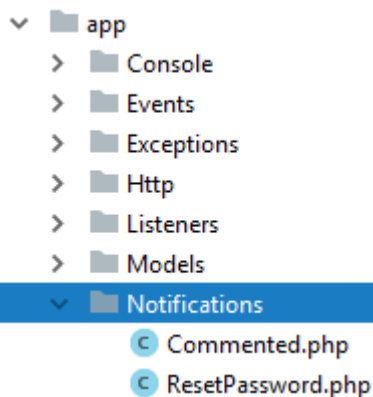 app
Console
Events
Exceptions
Http
Listeners
Models
Notifications
C Commented.php
C ResetPassword.php